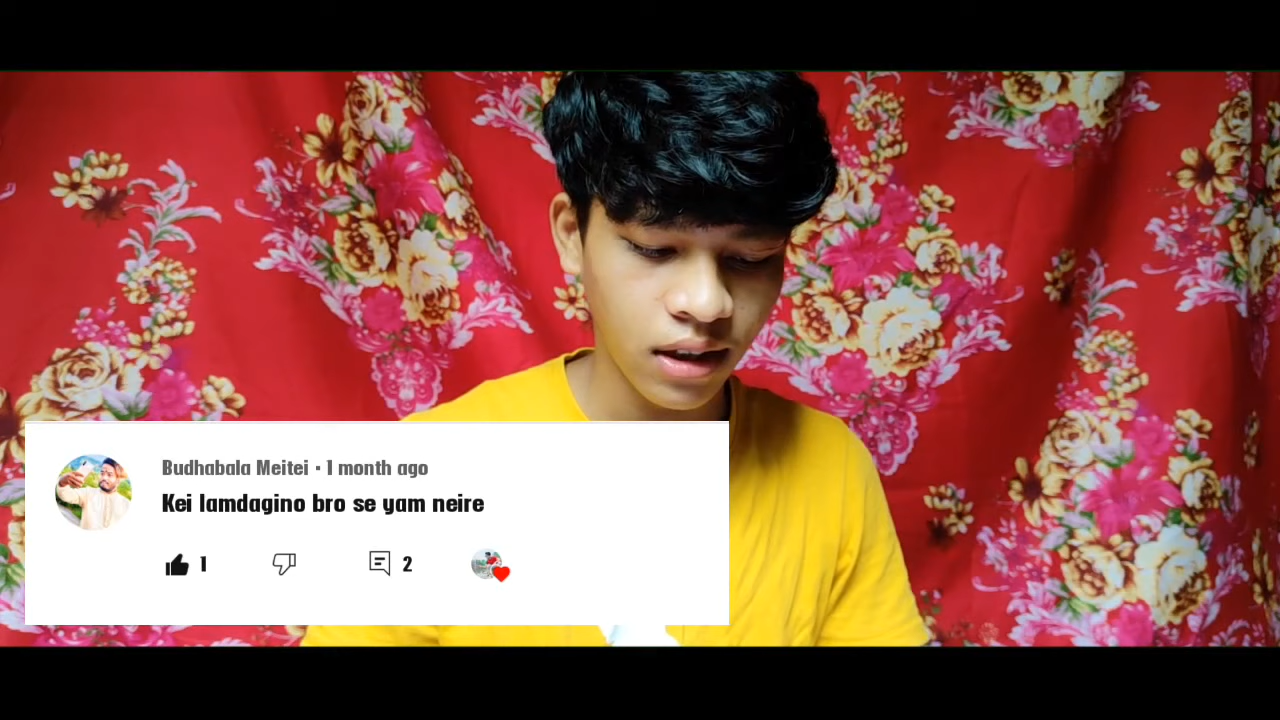 Budhabala Meitei • 1 month ago
Kei lamdagino bro se yam neire
1
2